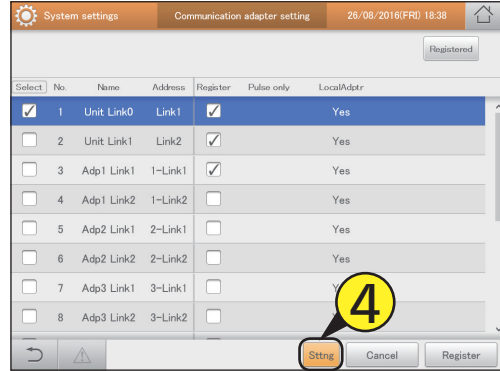 System settings Communication adapter setting 26/08/2016(FRI) 18:38
Registered
Select No. Name Address Register Pulse only LocalAdptr
1 Unit Link0 Link1 Yes
2 Unit Link1 Link2 Yes
3 Adp1 Link1 1-Link1 Yes
4 Adp1 Link2 1-Link2 Yes
5 Adp2 Link1 2-Link1 Yes
6 Adp2 Link2 2-Link2 Yes
7 Adp3 Link1 3-Link1
8 Adp3 Link2 3-Link2
4
Sttng Cancel Register